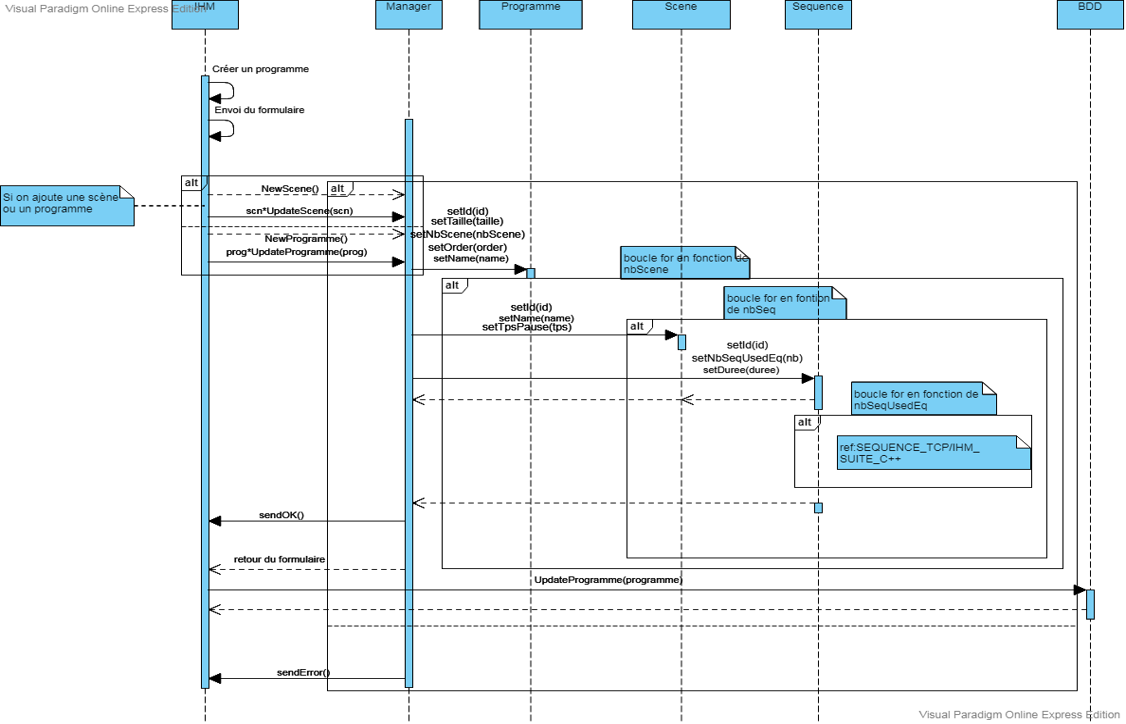 Visual Paradigm Online Express Edition
IHM
Manager
Programme
Scene
Sequence
BDD
Créer un programme
Envoi du formulaire
alt
Si on ajoute une scène
ou un programme
NewScene()
alt
scn*UpdateScene(scn)
NewProgramme()
prog*UpdateProgramme(prog)
setId(id)
setTaille(taille)
setNbScene(nbScene)
setOrder(order)
setName(name)
boucle for en fonction de
nbScene
alt
boucle for en fontion
de nbSeq
setId(id)
setName(name)
setTpsPause(tps)
alt
setId(id)
setNbSeqUsedEq(nb)
setDuree(duree)
boucle for en fonction de
nbSeqUsedEq
alt
ref:SEQUENCE_TCP/IHM_
SUITE_C++
sendOK()
retour du formulaire
UpdateProgramme(programme)
sendError()
Visual Paradigm Online Express Edition